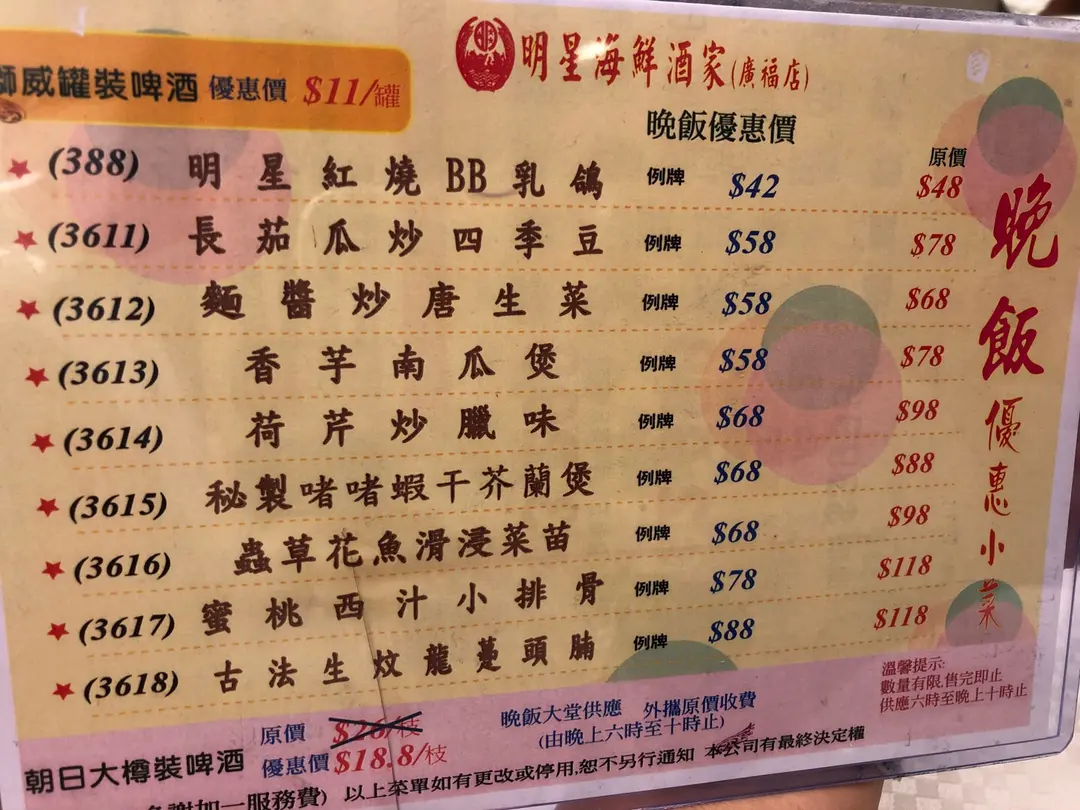 獅威罐裝啤酒 優惠價 $11/罐
明星海鮮酒家(廣福店)
晚飯優惠價
原價
★ (388) 明星紅燒BB乳鴿 例牌 $42 $48
★ (3611) 長茄瓜炒四季豆 例牌 $58 $78
★ (3612) 麵醬炒唐生菜 例牌 $58 $68
★ (3613) 香芋南瓜煲 例牌 $58 $78
★ (3614) 荷芹炒臘味 例牌 $68 $98
★ (3615) 秘製啫啫蝦干芥蘭煲 例牌 $68 $88
★ (3616) 蟲草花魚滑浸菜苗 例牌 $68 $98
★ (3617) 蜜桃西汁小排骨 例牌 $78 $118
★ (3618) 古法生炆龍躉頭腩 例牌 $88 $118
晚飯優惠小菜
溫馨提示:
數量有限,售完即止
供應六時至晚上十時止
朝日大樽裝啤酒
原價 $26/枝
優惠價 $18.8/枝
晚飯大堂供應 外攜原價收費
(由晚上六時至十時止)
謝加一服務費) 以上菜單如有更改或停用,恕不另行通知 本公司有最終決定權